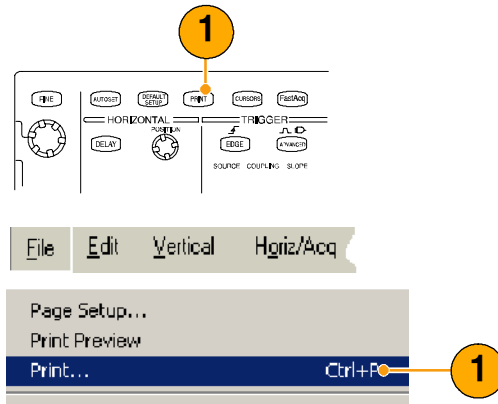 1
FINE AUTOSET DEFAULT SETUP PRINT CURSORS FastAcq
HORIZONTAL TRIGGER
POSITION
DELAY EDGE ADVANCED
SOURCE COUPLING SLOPE
File Edit Vertical Horiz/Acq
Page Setup...
Print Preview
Print... Ctrl+P
1